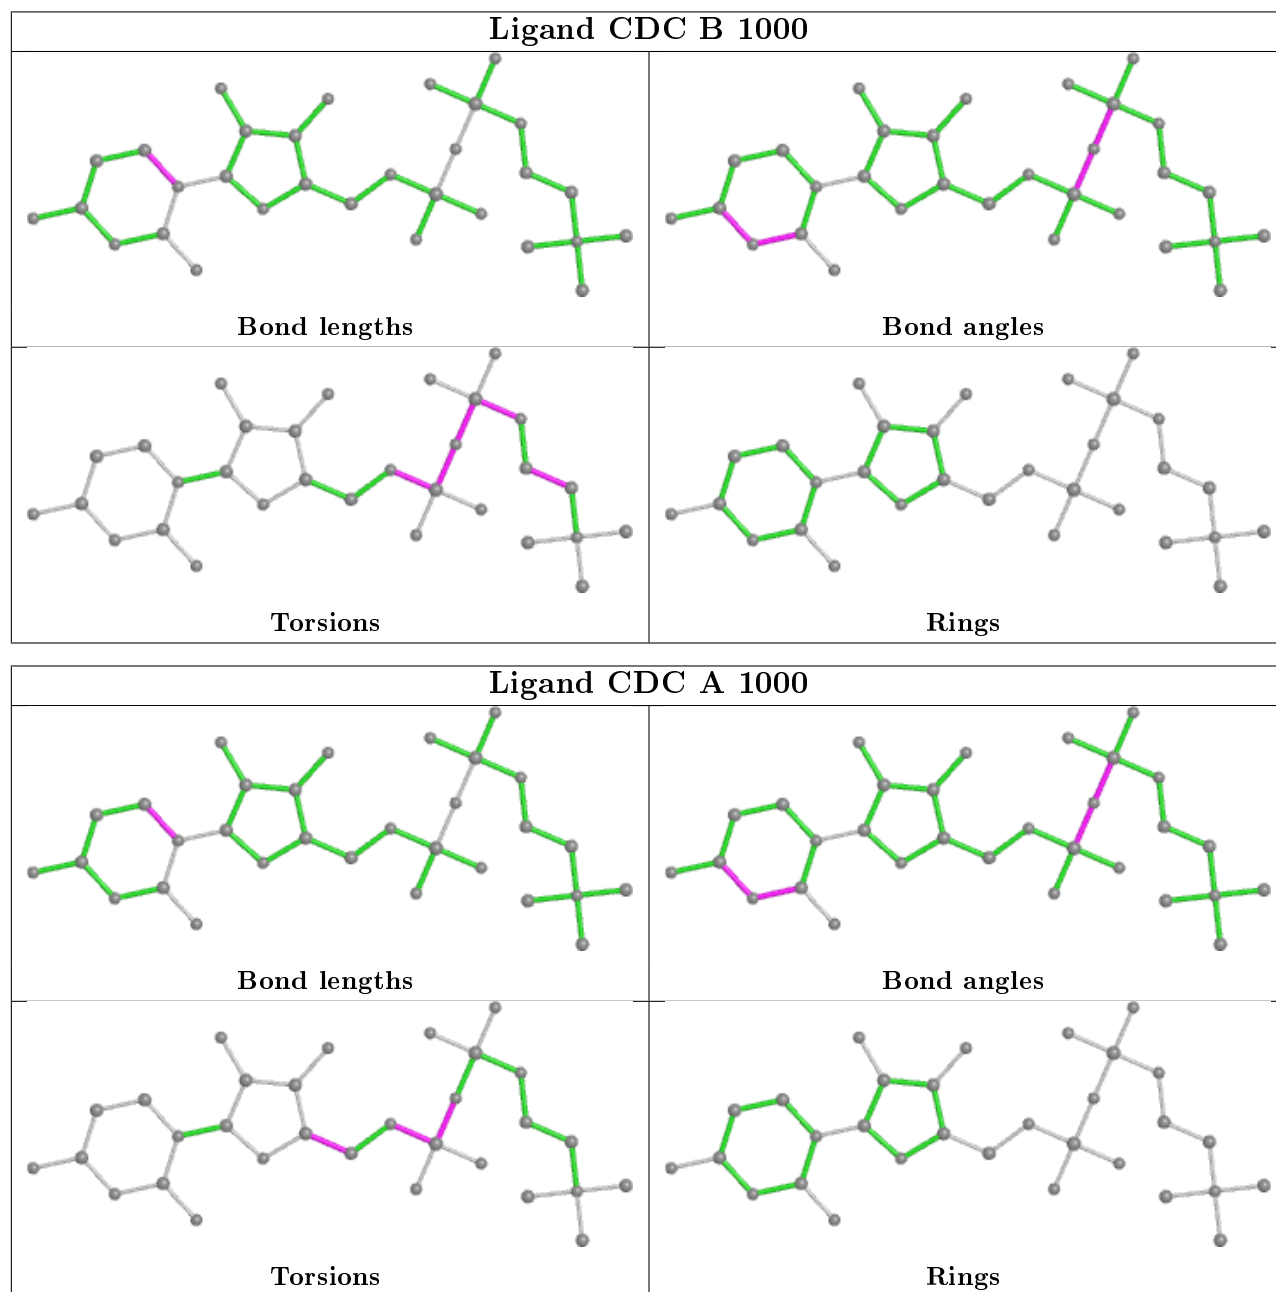 Ligand CDC B 1000
Bond lengths
Bond angles
Torsions
Rings
Ligand CDC A 1000
Bond lengths
Bond angles
Torsions
Rings